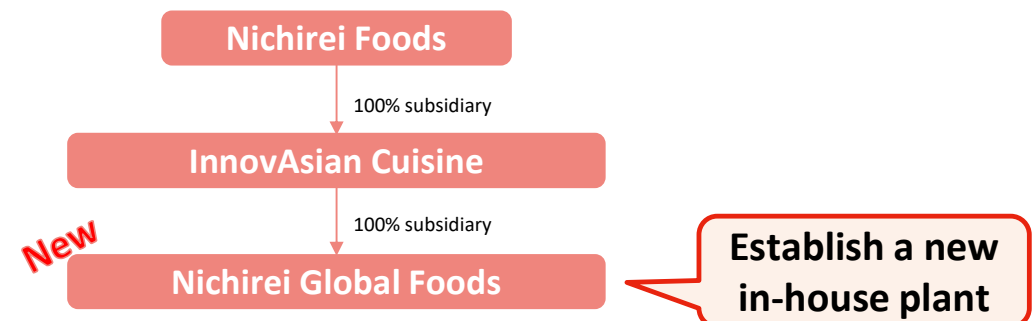 Nichirei Foods
100% subsidiary
InnovAsian Cuisine
100% subsidiary
New
Nichirei Global Foods
Establish a new
in-house plant